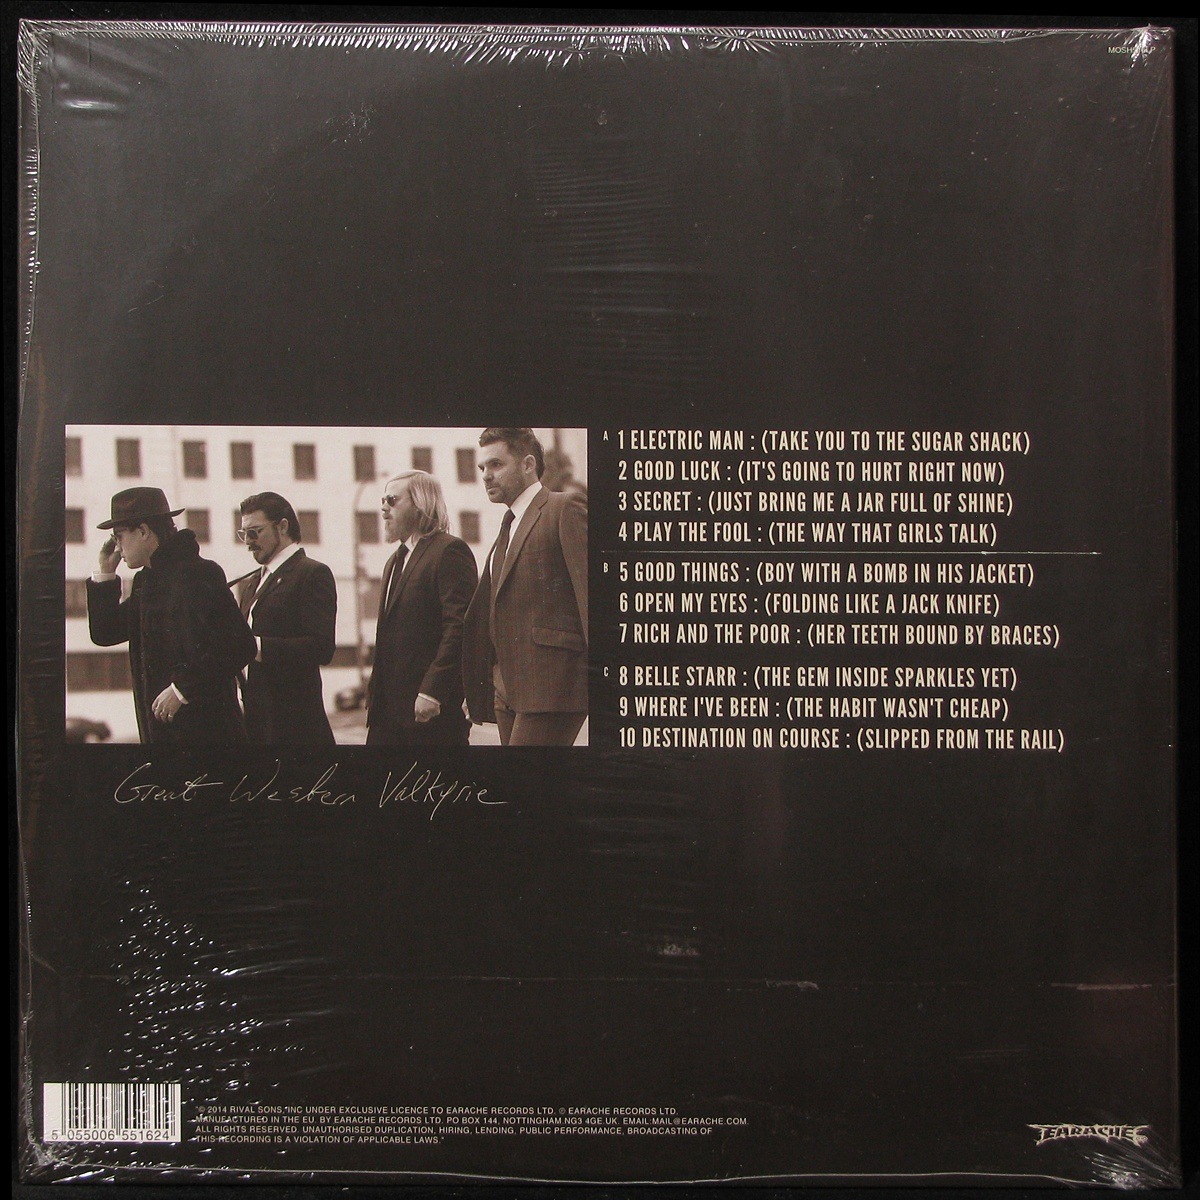 A 1 ELECTRIC MAN : (TAKE YOU TO THE SUGAR SHACK)
2 GOOD LUCK : (IT'S GOING TO HURT RIGHT NOW)
3 SECRET : (JUST BRING ME A JAR FULL OF SHINE)
4 PLAY THE FOOL : (THE WAY THAT GIRLS TALK)
B 5 GOOD THINGS : (BOY WITH A BOMB IN HIS JACKET)
6 OPEN MY EYES : (FOLDING LIKE A JACK KNIFE)
7 RICH AND THE POOR : (HER TEETH BOUND BY BRACES)
C 8 BELLE STARR : (THE GEM INSIDE SPARKLES YET)
9 WHERE I'VE BEEN : (THE HABIT WASN'T CHEAP)
10 DESTINATION ON COURSE : (SLIPPED FROM THE RAIL)
Great Western Valkyrie
5 055006 551624
"© 2014 RIVAL SONS, INC UNDER EXCLUSIVE LICENCE TO EARACHE RECORDS LTD. ℗ EARACHE RECORDS LTD.
MANUFACTURED IN THE EU. BY EARACHE RECORDS LTD. PO BOX 144, NOTTINGHAM NG3 4GE UK. EMAIL:MAIL@EARACHE.COM.
ALL RIGHTS RESERVED. UNAUTHORISED DUPLICATION, HIRING, LENDING, PUBLIC PERFORMANCE, BROADCASTING OF
THIS RECORDING IS A VIOLATION OF APPLICABLE LAWS."
EARACHE